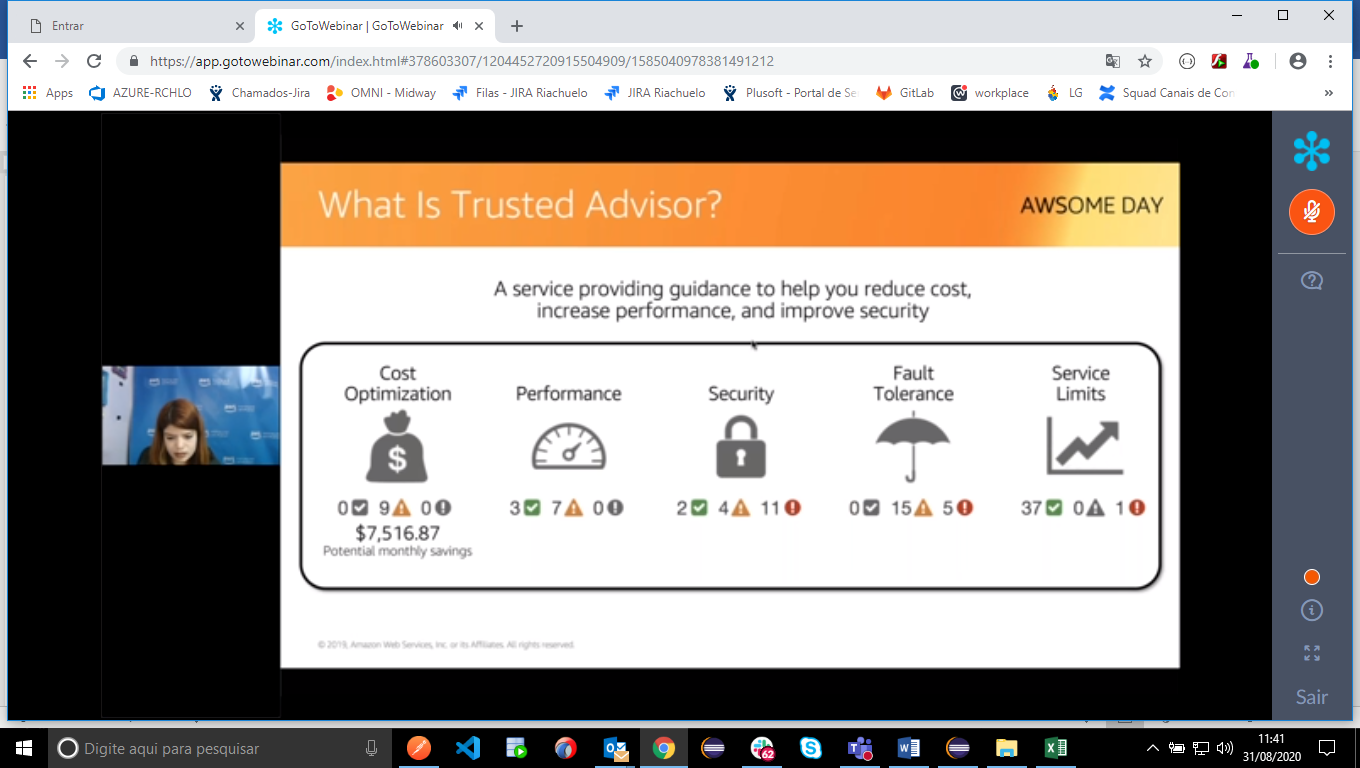 Entrar
GoToWebinar | GoToWebinar
https://app.gotowebinar.com/index.html#378603307/1204452720915504909/1585040978381491212
Apps AZURE-RCHLO Chamados-Jira OMNI - Midway Filas - JIRA Riachuelo JIRA Riachuelo Plusoft - Portal de Se GitLab workplace LG Squad Canais de Con »
What Is Trusted Advisor?
AWSOME DAY
A service providing guidance to help you reduce cost,
increase performance, and improve security
Cost
Optimization
$
0 9 0
$7,516.87
Potential monthly savings
Performance
3 7 0
Security
2 4 11
Fault
Tolerance
0 15 5
Service
Limits
37 0 1
© 2019, Amazon Web Services, Inc. or its Affiliates. All rights reserved.
Sair
Digite aqui para pesquisar
62
11:41
31/08/2020